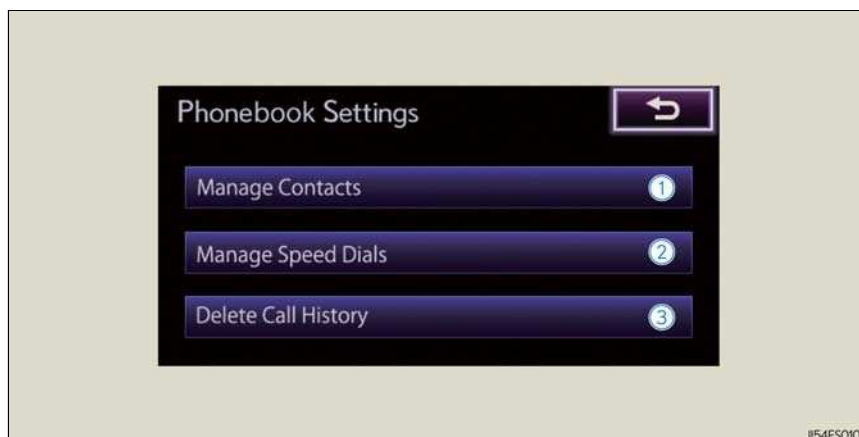 Phonebook Settings
Manage Contacts 1
Manage Speed Dials 2
Delete Call History 3